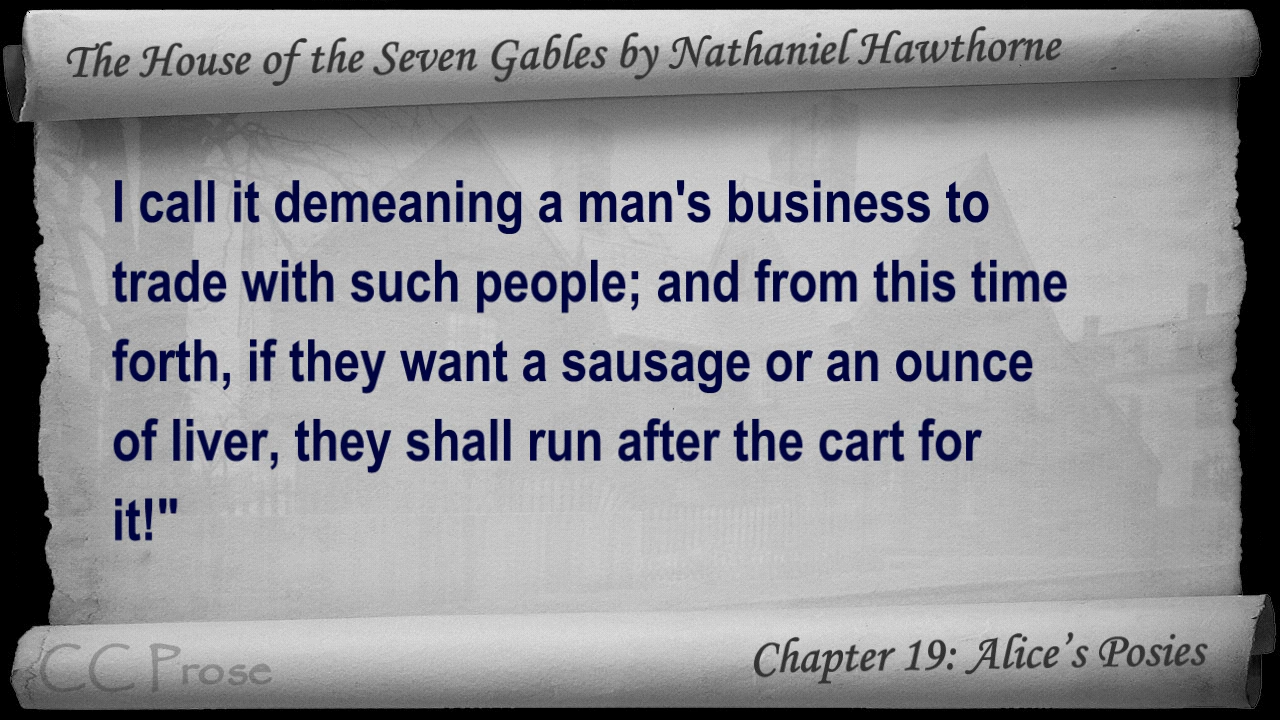 The House of the Seven Gables by Nathaniel Hawthorne
I call it demeaning a man's business to
trade with such people; and from this time
forth, if they want a sausage or an ounce
of liver, they shall run after the cart for
it!"
CC Prose
Chapter 19: Alice’s Posies